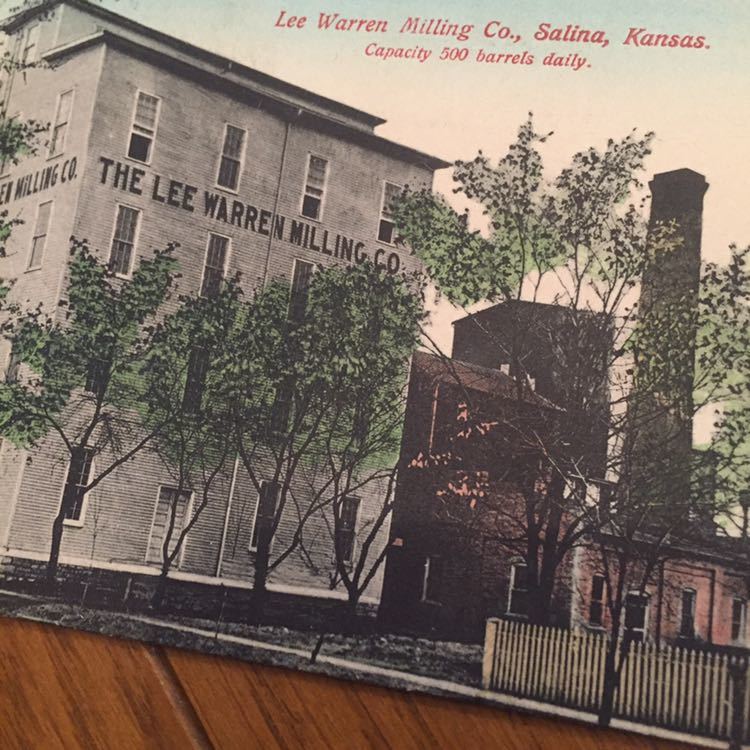 Lee Warren Milling Co., Salina, Kansas.
Capacity 500 barrels daily.
EN MILLING CO.
THE LEE WARREN MILLING CO